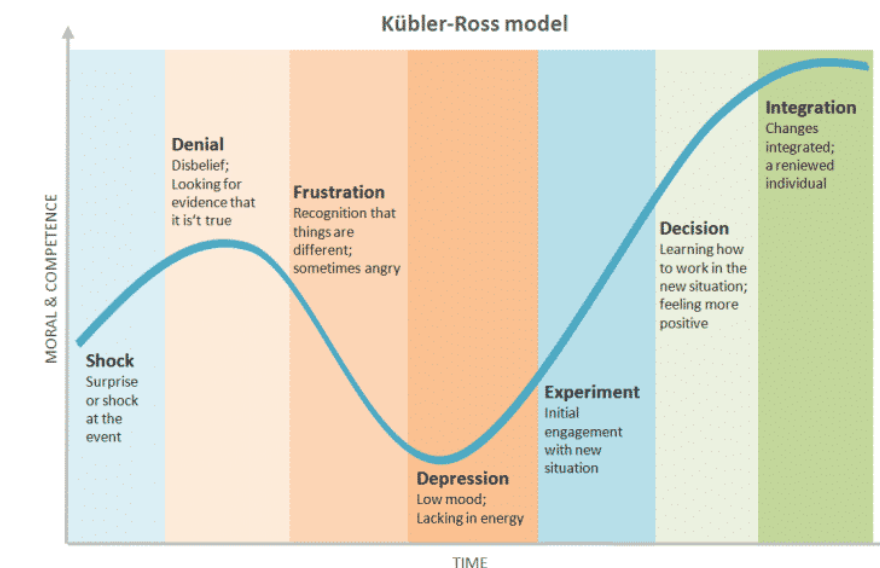 Kübler-Ross model
MORAL & COMPETENCE
Shock
Surprise
or shock
at the
event
Denial
Disbelief;
Looking for
evidence that
it is't true
Frustration
Recognition that
things are
different;
sometimes angry
Depression
Low mood;
Lacking in energy
Experiment
Initial
engagement
with new
situation
Decision
Learning how
to work in the
new situation;
feeling more
positive
Integration
Changes
integrated;
a reniewed
individual
TIME